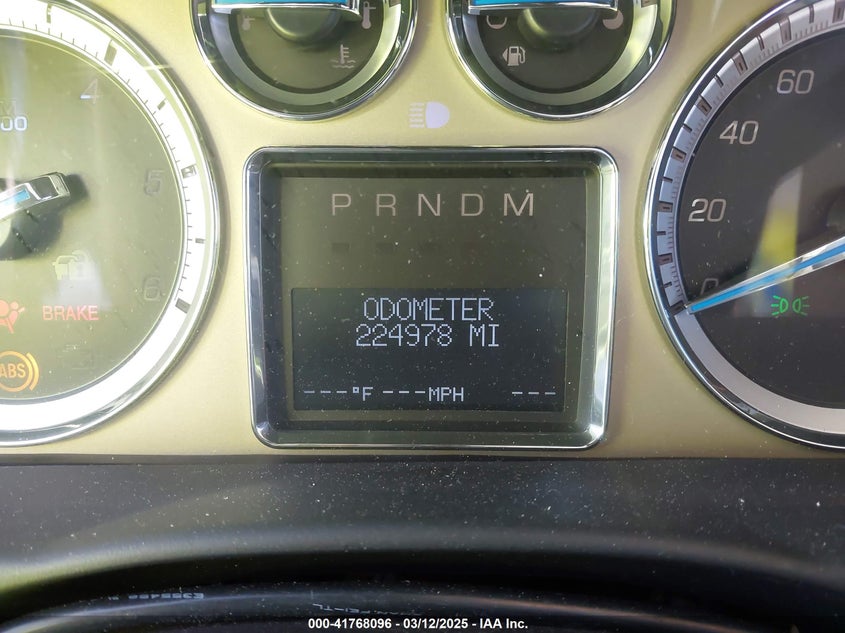 4
00
5
6
BRAKE
ABS
60
40
20
0
P R N D M
ODOMETER
224978 MI
---°F ---MPH ---
000-41768096 - 03/12/2025 - IAA Inc.